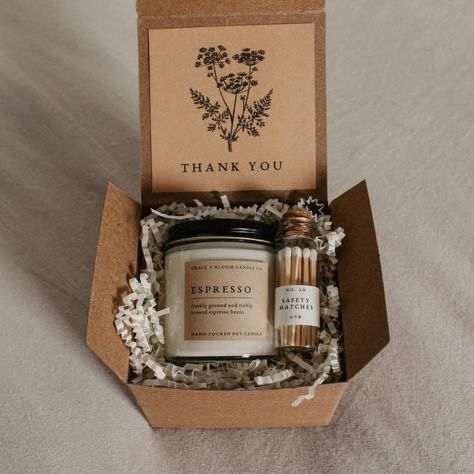 THANK YOU
GRACE + BLOOM CANDLE CO.
ESPRESSO
freshly ground and richly
brewed espresso beans
HAND-POURED SOY CANDLE
NO. 30
SAFETY
MATCHES
G+B